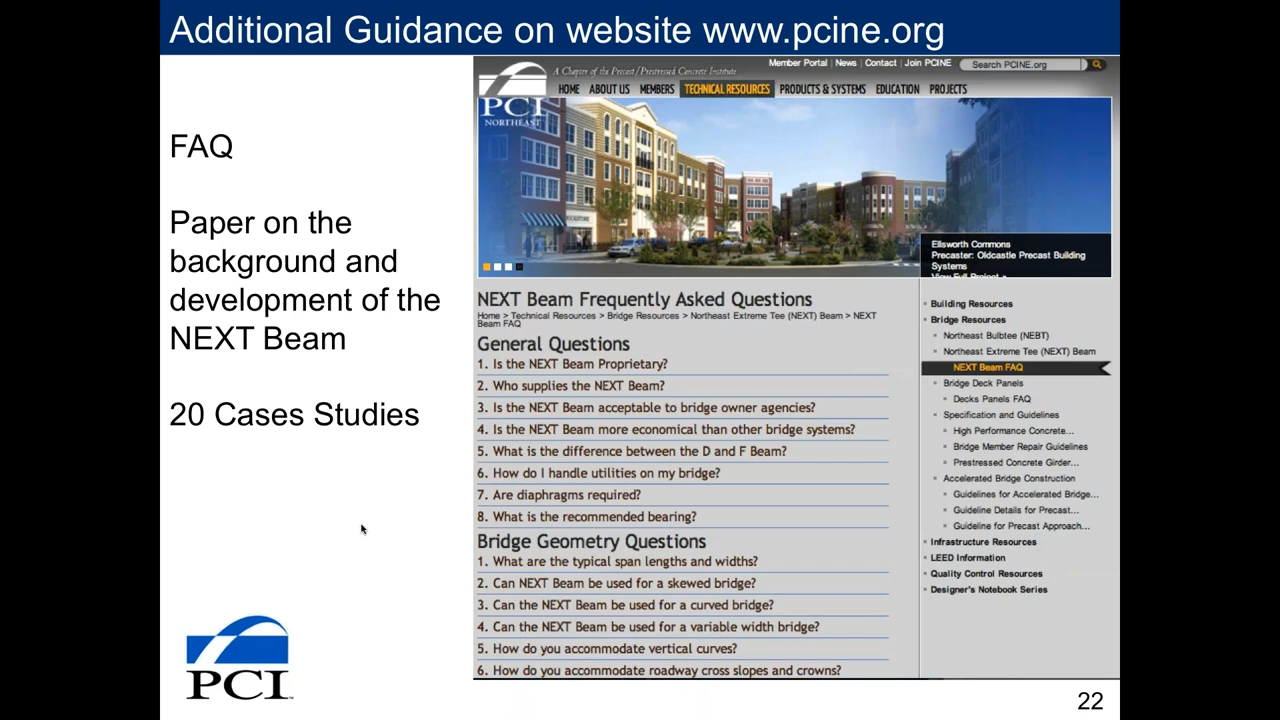 Additional Guidance on website www.pcine.org
FAQ
Paper on the
background and
development of the
NEXT Beam
20 Cases Studies
PCI
A Chapter of the Precast/Prestressed Concrete Institute
Member Portal | News | Contact | Join PCINE
Search PCINE.org
HOME ABOUT US MEMBERS TECHNICAL RESOURCES PRODUCTS & SYSTEMS EDUCATION PROJECTS
PCI
NORTHEAST
Ellsworth Commons
Precaster: Oldcastle Precast Building
Systems
View Full Project »
NEXT Beam Frequently Asked Questions
Home > Technical Resources > Bridge Resources > Northeast Extreme Tee (NEXT) Beam > NEXT
Beam FAQ
General Questions
1. Is the NEXT Beam Proprietary?
2. Who supplies the NEXT Beam?
3. Is the NEXT Beam acceptable to bridge owner agencies?
4. Is the NEXT Beam more economical than other bridge systems?
5. What is the difference between the D and F Beam?
6. How do I handle utilities on my bridge?
7. Are diaphragms required?
8. What is the recommended bearing?
Bridge Geometry Questions
1. What are the typical span lengths and widths?
2. Can NEXT Beam be used for a skewed bridge?
3. Can the NEXT Beam be used for a curved bridge?
4. Can the NEXT Beam be used for a variable width bridge?
5. How do you accommodate vertical curves?
6. How do you accommodate roadway cross slopes and crowns?
Building Resources
Bridge Resources
Northeast Bulbtee (NEBT)
Northeast Extreme Tee (NEXT) Beam
NEXT Beam FAQ
Bridge Deck Panels
Decks Panels FAQ
Specification and Guidelines
High Performance Concrete...
Bridge Member Repair Guidelines
Prestressed Concrete Girder...
Accelerated Bridge Construction
Guidelines for Accelerated Bridge...
Guideline Details for Precast...
Guideline for Precast Approach...
Infrastructure Resources
LEED Information
Quality Control Resources
Designer's Notebook Series
22